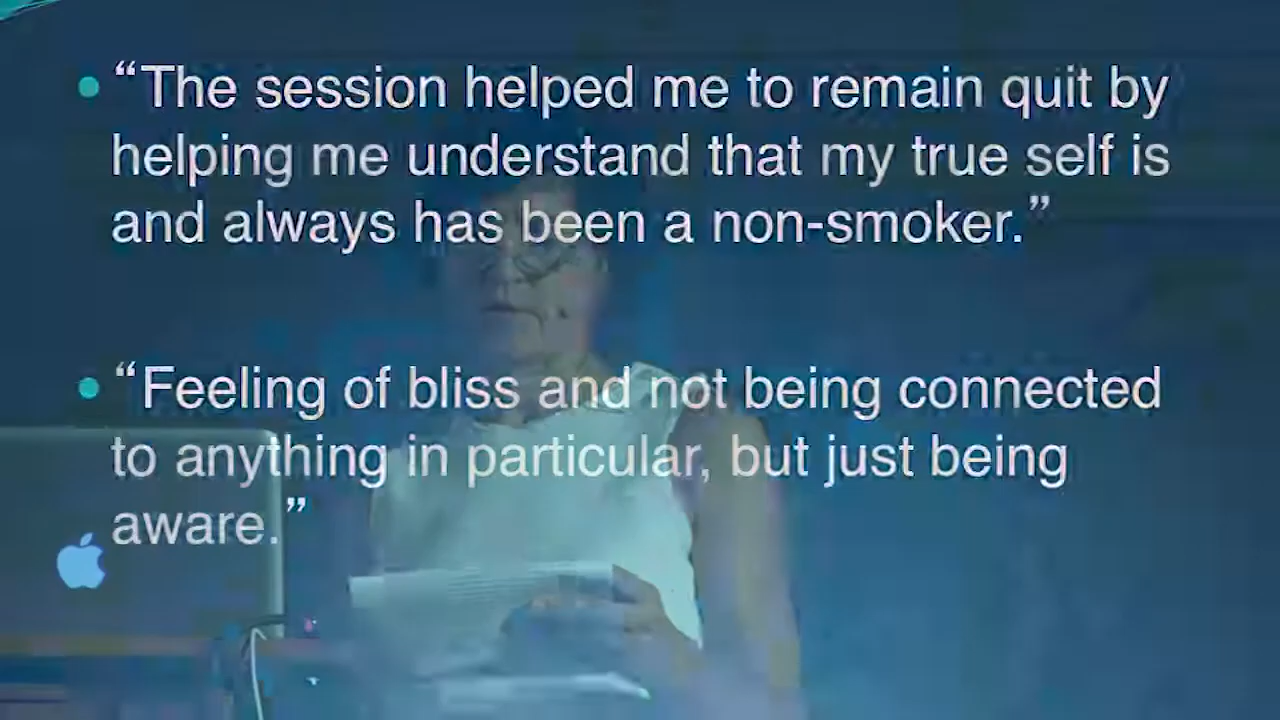 “The session helped me to remain quit by
helping me understand that my true self is
and always has been a non-smoker.”
“Feeling of bliss and not being connected
to anything in particular, but just being
aware.”